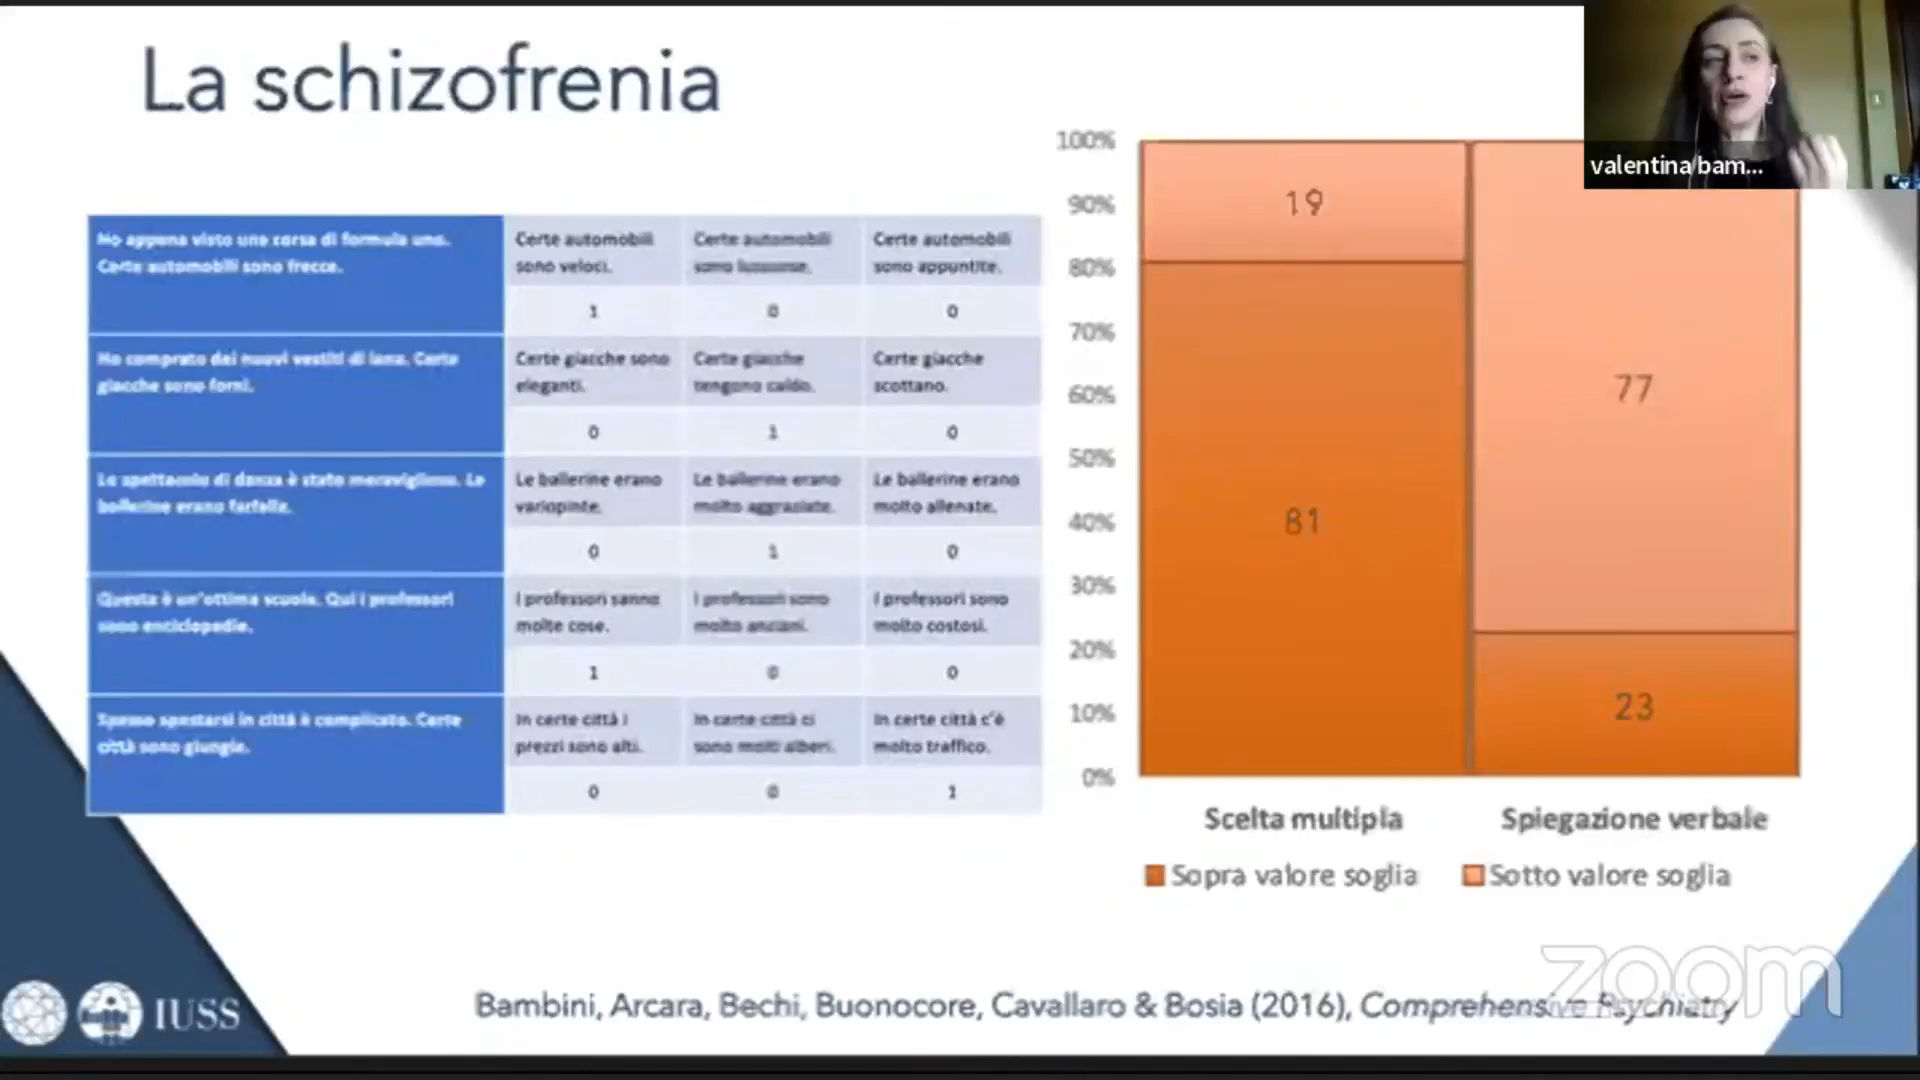 La schizofrenia
valentina bam...
Ho appena visto una corsa di formula uno.
Certe automobili sono frecce.
Certe automobili
sono veloci.
Certe automobili
sono lussuose.
Certe automobili
sono appuntite.
1
0
0
Ho comprato dei nuovi vestiti di lana. Certe
giacche sono forni.
Certe giacche sono
eleganti.
Certe giacche
tengono caldo.
Certe giacche
scottano.
0
1
0
Lo spettacolo di danza è stato meraviglioso. Le
ballerine erano farfalle.
Le ballerine erano
variopinte.
Le ballerine erano
molto aggraziate.
Le ballerine erano
molto allenate.
0
1
0
Questa è un'ottima scuola. Qui i professori
sono enciclopedie.
I professori sanno
molte cose.
I professori sono
molto anziani.
I professori sono
molto costosi.
1
0
0
Spesso spostarsi in città è complicato. Certe
città sono giungle.
In certe città i
prezzi sono alti.
In certe città ci
sono molti alberi.
In certe città c'è
molto traffico.
0
0
1
100%
90%
80%
70%
60%
50%
40%
30%
20%
10%
0%
19
81
77
23
Scelta multipla
Spiegazione verbale
Sopra valore soglia
Sotto valore soglia
zoom
IUSS
Bambini, Arcara, Bechi, Buonocore, Cavallaro & Bosia (2016), Comprehensive Psychiatry